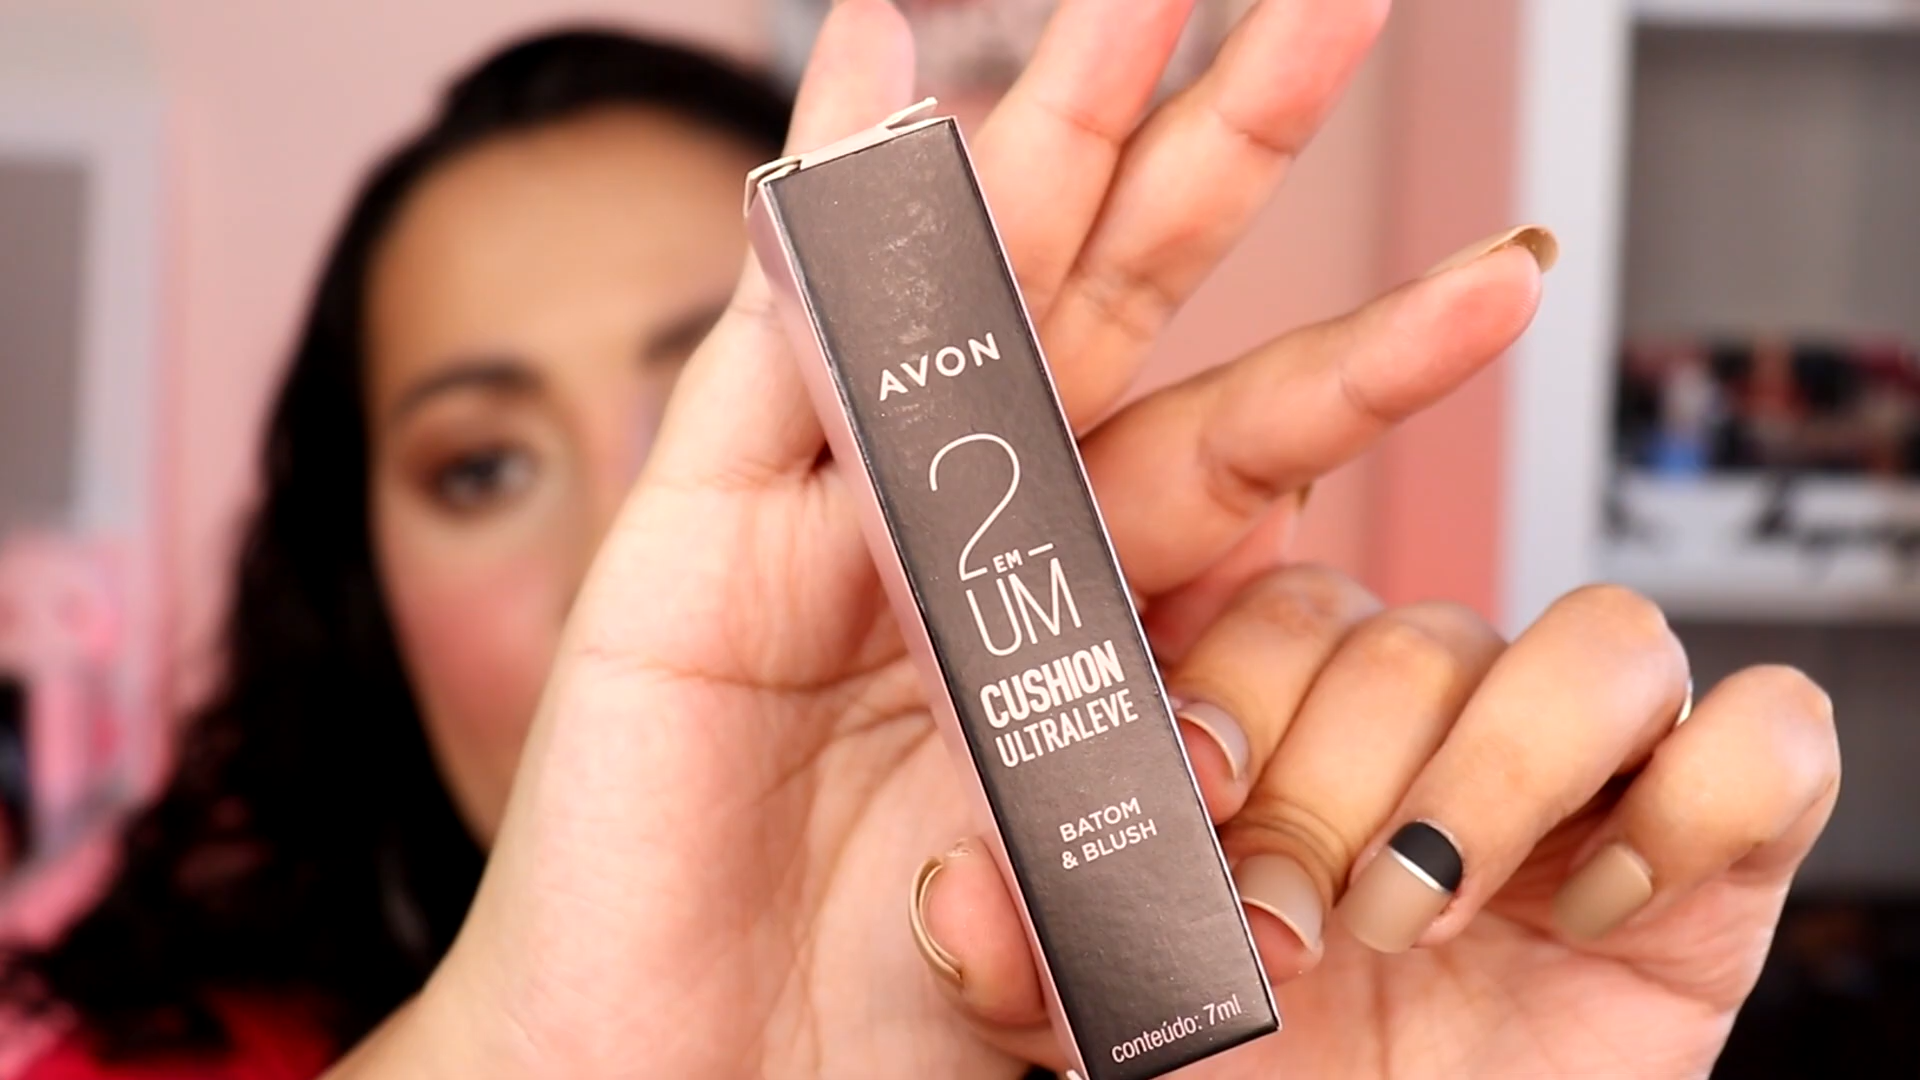 AVON
2
EM
UM
CUSHION
ULTRALEVE
BATOM
& BLUSH
conteúdo: 7ml